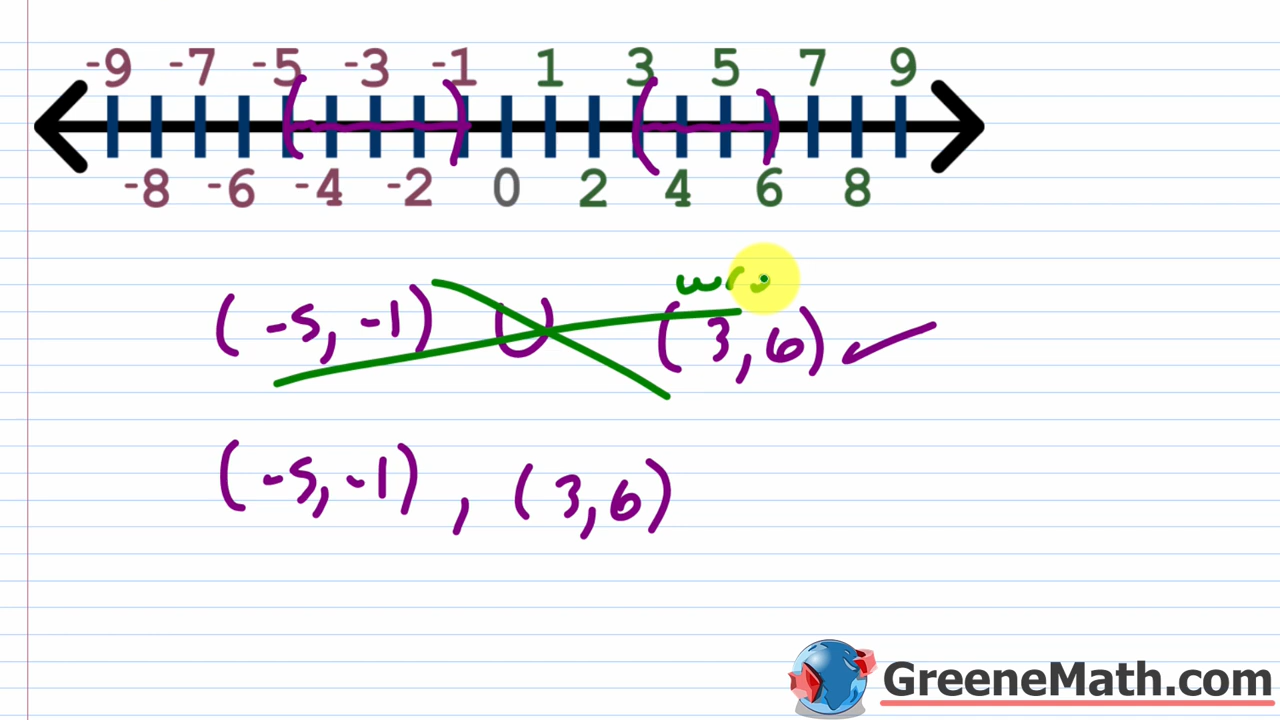 -9 -7 -5 -3 -1 1 3 5 7 9
-8 -6 -4 -2 0 2 4 6 8
(-5, -1) ∪ (3, 6) ✓
(-5, -1) , (3, 6)
GreeneMath.com